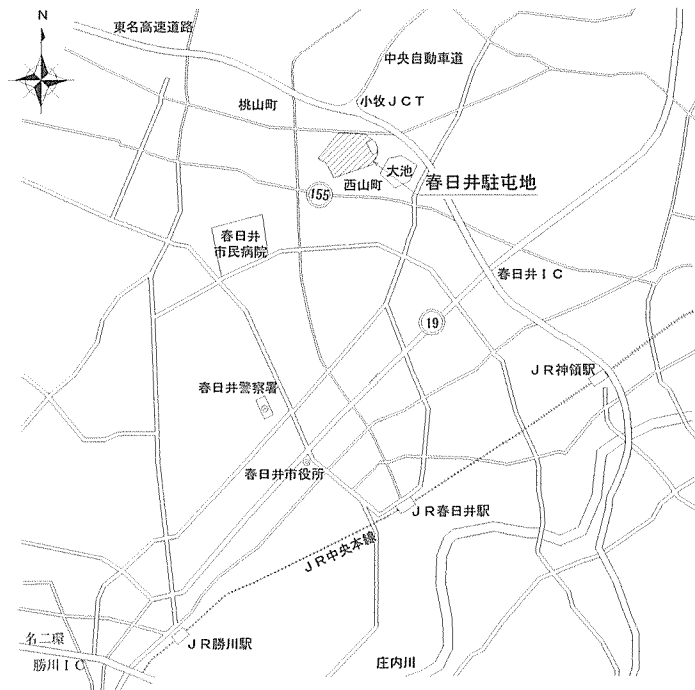 N
東名高速道路
中央自動車道
桃山町
小牧JCT
大池
春日井駐屯地
西山町
155
春日井
市民病院
春日井IC
19
JR神領駅
春日井警察署
春日井市役所
JR春日井駅
JR中央本線
名二環
勝川IC
JR勝川駅
庄内川